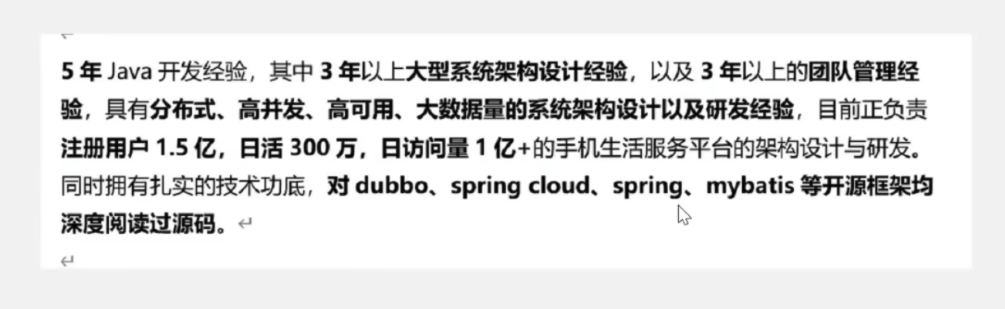 5 年 Java 开发经验，其中 3 年以上大型系统架构设计经验，以及 3 年以上的团队管理经
验，具有分布式、高并发、高可用、大数据量的系统架构设计以及研发经验，目前正负责
注册用户 1.5 亿，日活 300 万，日访问量 1 亿+的手机生活服务平台的架构设计与研发。
同时拥有扎实的技术功底，对 dubbo、spring cloud、spring、mybatis 等开源框架均
深度阅读过源码。